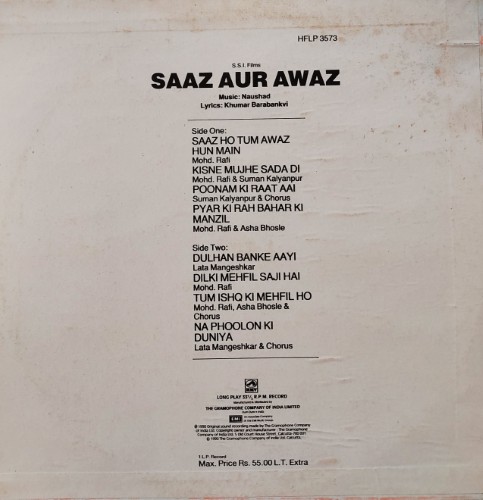 HFLP 3573
S.S.I. Films
SAAZ AUR AWAZ
Music: Naushad
Lyrics: Khumar Barabankvi
Side One:
SAAZ HO TUM AWAZ
HUN MAIN
Mohd. Rafi
KISNE MUJHE SADA DI
Mohd. Rafi & Suman Kalyanpur
POONAM KI RAAT AAI
Suman Kalyanpur & Chorus
PYAR KI RAH BAHAR KI
MANZIL
Mohd. Rafi & Asha Bhosle
Side Two:
DULHAN BANKE AAYI
Lata Mangeshkar
DILKI MEHFIL SAJI HAI
Mohd. Rafi
TUM ISHQ KI MEHFIL HO
Mohd. Rafi, Asha Bhosle &
Chorus
NA PHOOLON KI
DUNIYA
Lata Mangeshkar & Chorus
LONG PLAY 33⅓ R.P.M. RECORD
THE GRAMOPHONE COMPANY OF INDIA LIMITED
EMI
1 L.P. Record
Max. Price Rs. 55.00 L.T. Extra